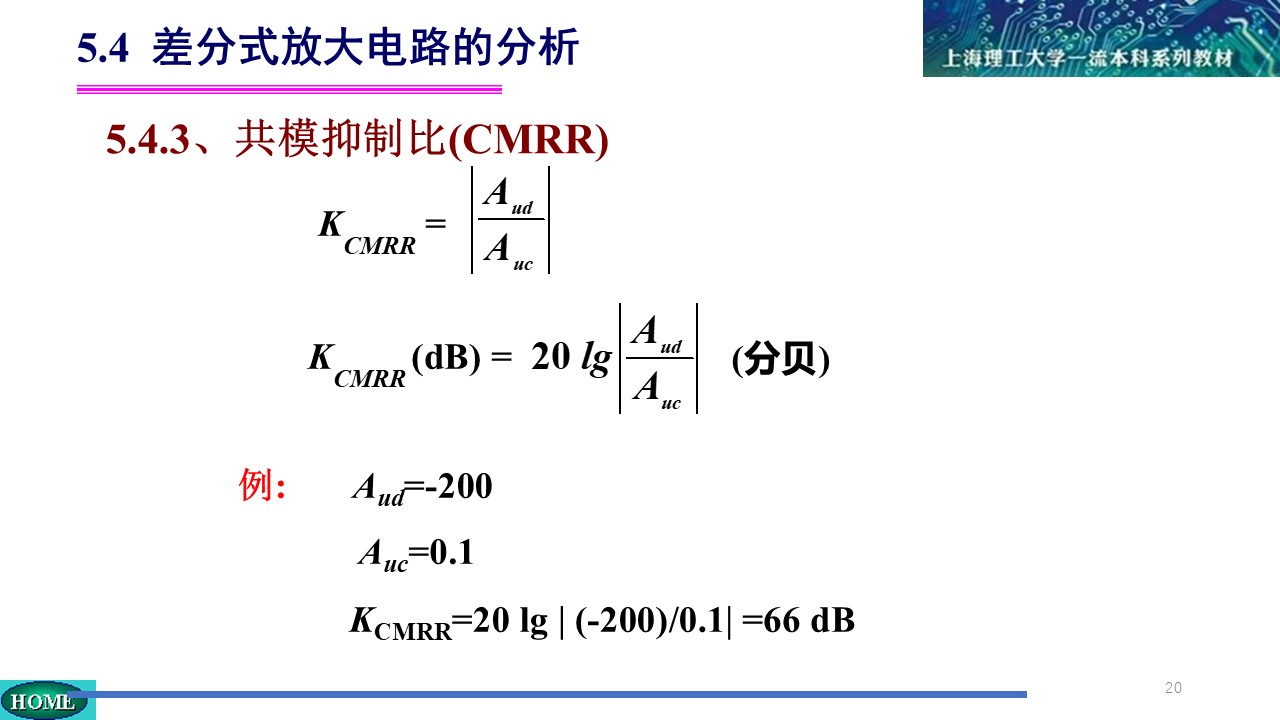 5.4 差分式放大电路的分析
上海理工大学一流本科系列教材
5.4.3、共模抑制比(CMRR)
K_CMRR = |A_ud / A_uc|
K_CMRR (dB) = 20 lg |A_ud / A_uc| (分贝)
例: A_ud=-200
A_uc=0.1
K_CMRR=20 lg | (-200)/0.1| =66 dB
HOME
20